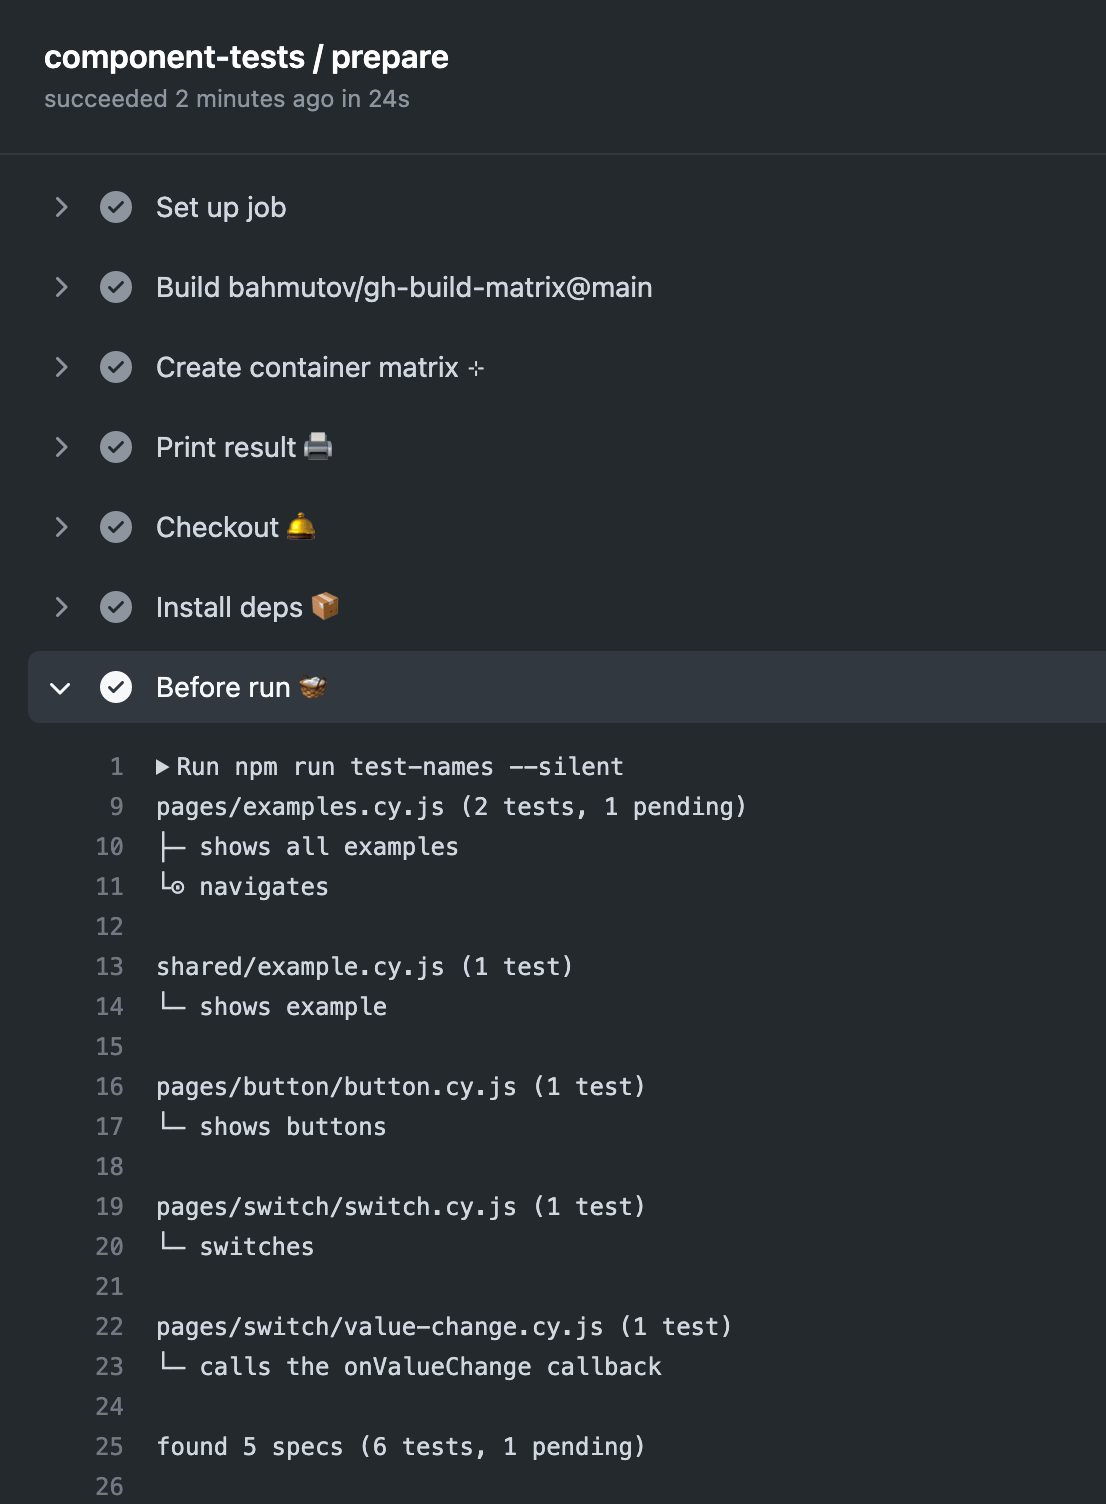 component-tests / prepare
succeeded 2 minutes ago in 24s
Set up job
Build bahmutov/gh-build-matrix@main
Create container matrix ⊹
Print result 🖨️
Checkout 🛎️
Install deps 📦
Before run 🧺
1 ▶ Run npm run test-names --silent
9 pages/examples.cy.js (2 tests, 1 pending)
10 ├─ shows all examples
11 └⊙ navigates
12
13 shared/example.cy.js (1 test)
14 └─ shows example
15
16 pages/button/button.cy.js (1 test)
17 └─ shows buttons
18
19 pages/switch/switch.cy.js (1 test)
20 └─ switches
21
22 pages/switch/value-change.cy.js (1 test)
23 └─ calls the onValueChange callback
24
25 found 5 specs (6 tests, 1 pending)
26